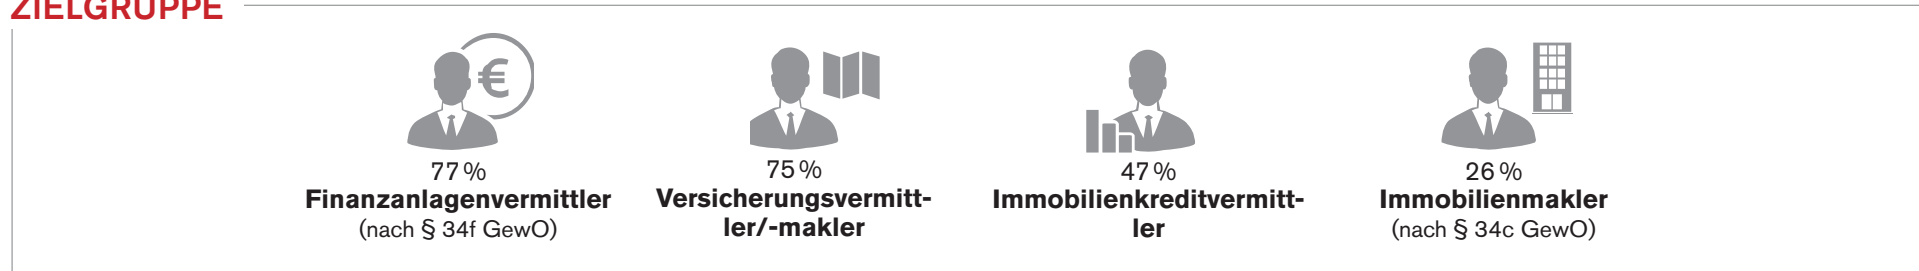 ZIELGRUPPE
€
77 %
Finanzanlagenvermittler
(nach § 34f GewO)
75 %
Versicherungsvermitt-
ler/-makler
47 %
Immobilienkreditvermitt-
ler
26 %
Immobilienmakler
(nach § 34c GewO)